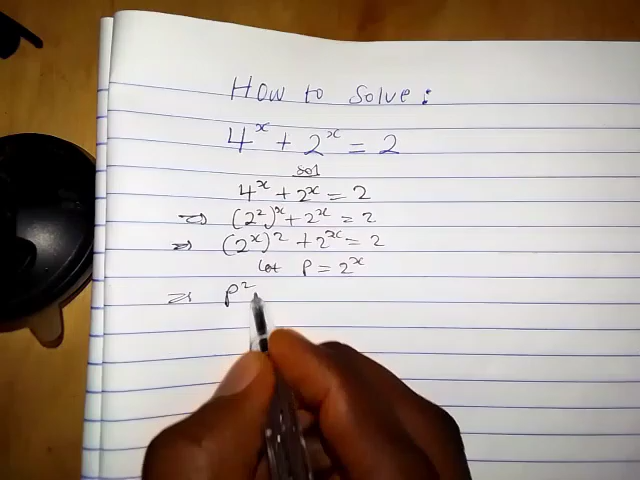 How to Solve:
4^x + 2^x = 2
sol
4^x + 2^x = 2
⇒ (2^2)^x + 2^x = 2
⇒ (2^x)^2 + 2^x = 2
let P = 2^x
⇒ P^2